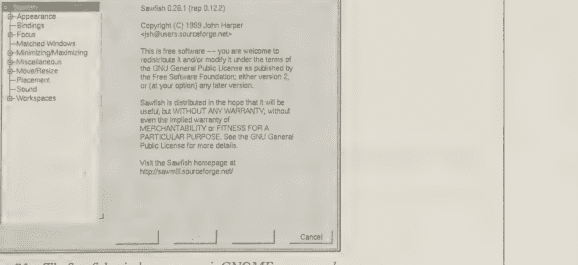 Sawfish
Appearance
Bindings
Focus
Matched Windows
Minimizing/Maximizing
Miscellaneous
Move/Resize
Placement
Sound
Workspaces
Sawfish 0.26.1 (rep 0.12.2)
Copyright (C) 1999 John Harper
<jsh@users.sourceforge.net>
This is free software -- you are welcome to
redistribute it and/or modify it under the terms of
the GNU General Public License as published by
the Free Software Foundation; either version 2,
or (at your option) any later version.
Sawfish is distributed in the hope that it will be
useful, but WITHOUT ANY WARRANTY; without
even the implied warranty of
MERCHANTABILITY or FITNESS FOR A
PARTICULAR PURPOSE. See the GNU General
Public License for more details.
Visit the Sawfish homepage at
http://sawmill.sourceforge.net/
Cancel